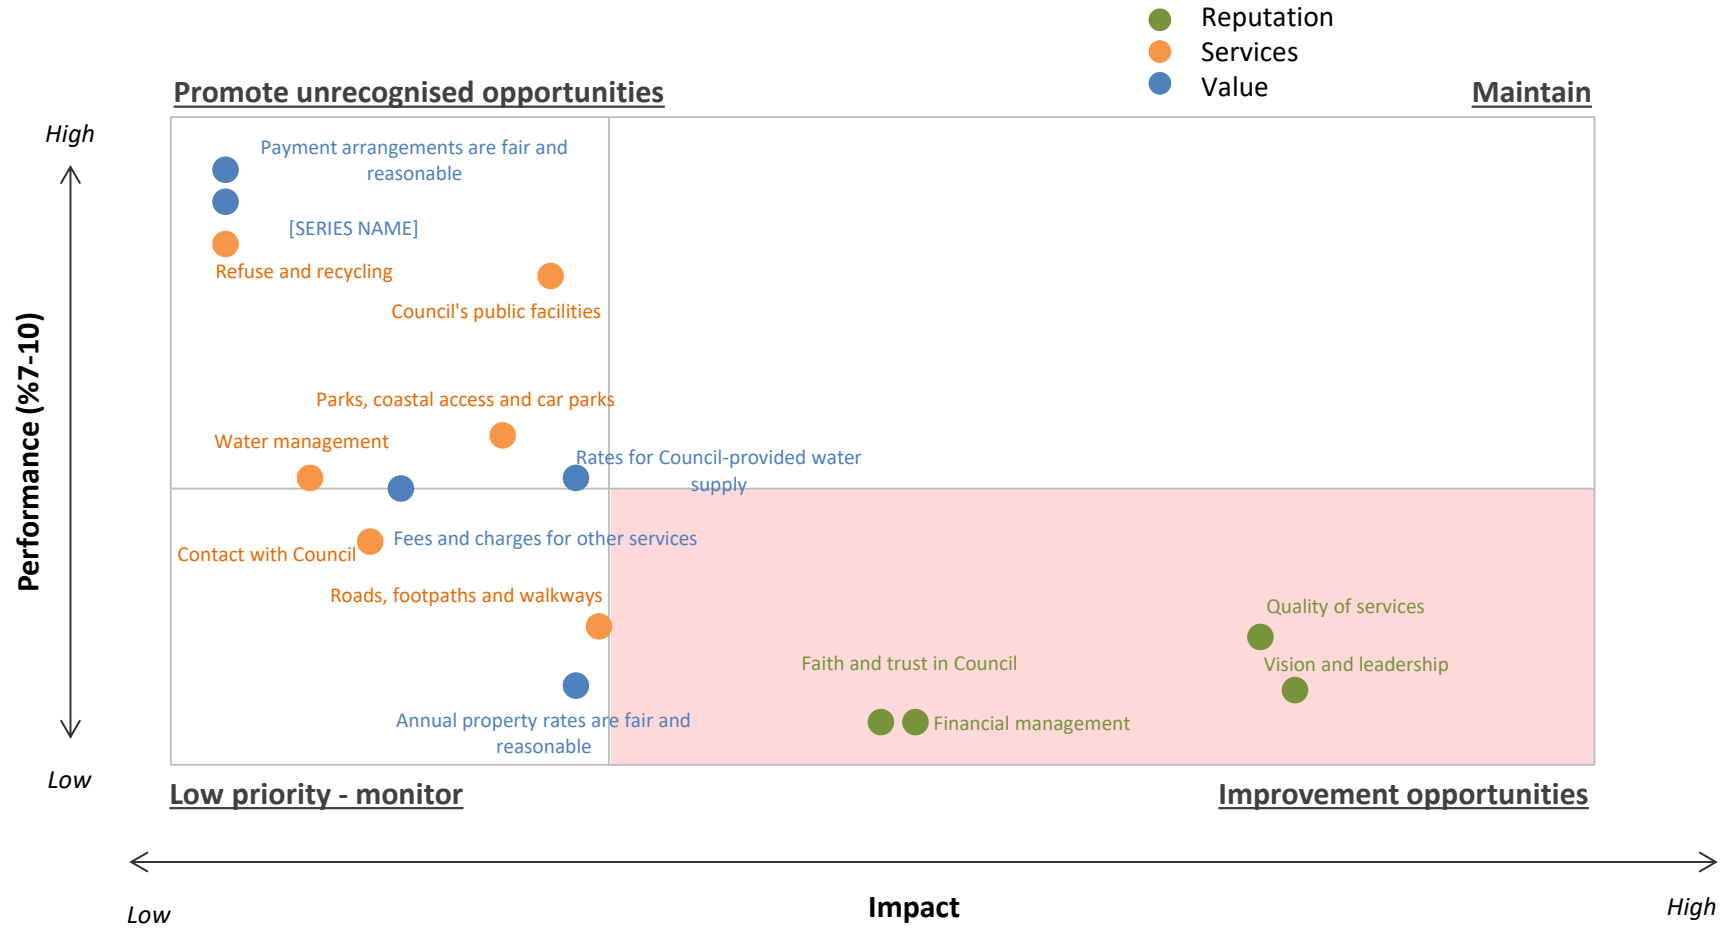 Reputation
Services
Value
Promote unrecognised opportunities
Maintain
High
Payment arrangements are fair and
reasonable
[SERIES NAME]
Refuse and recycling
Council's public facilities
Performance (%7-10)
Parks, coastal access and car parks
Water management
Rates for Council-provided water
supply
Fees and charges for other services
Contact with Council
Roads, footpaths and walkways
Quality of services
Faith and trust in Council
Vision and leadership
Annual property rates are fair and
reasonable
Financial management
Low
Low priority - monitor
Improvement opportunities
Low
Impact
High